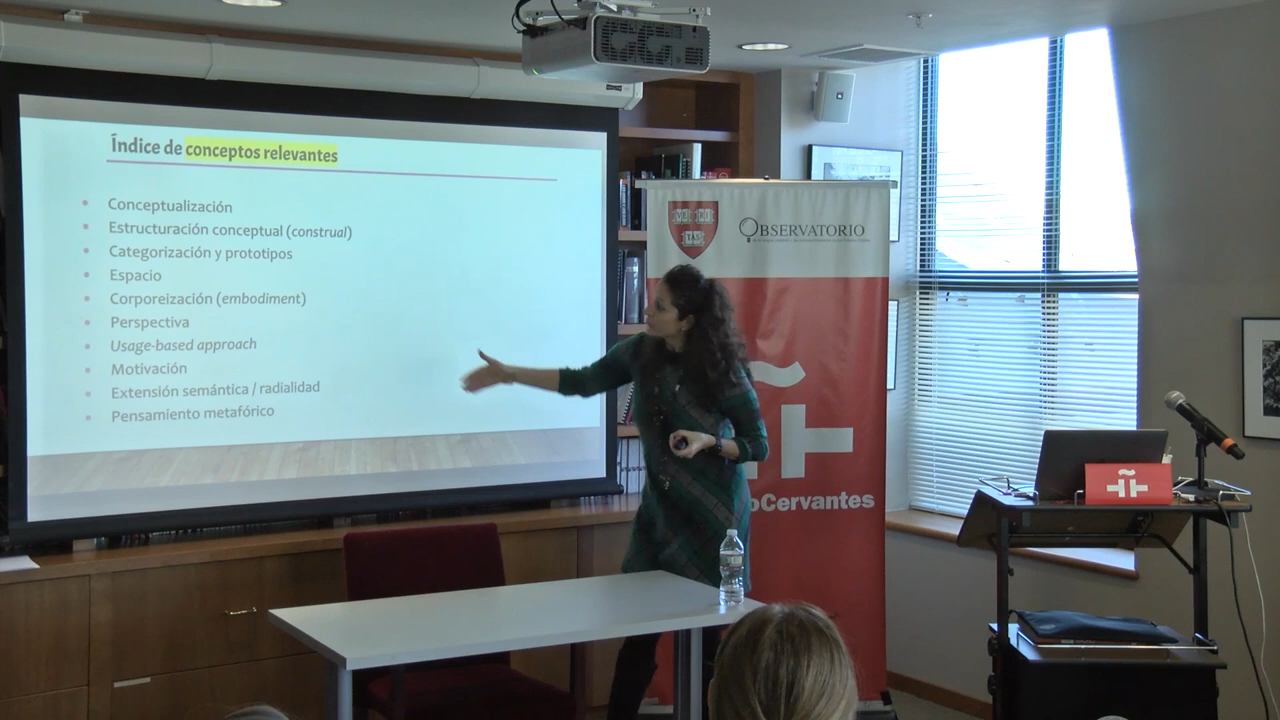 Índice de conceptos relevantes
• Conceptualización
• Estructuración conceptual (construal)
• Categorización y prototipos
• Espacio
• Corporeización (embodiment)
• Perspectiva
• Usage-based approach
• Motivación
• Extensión semántica / radialidad
• Pensamiento metafórico
OBSERVATORIO
oCervantes